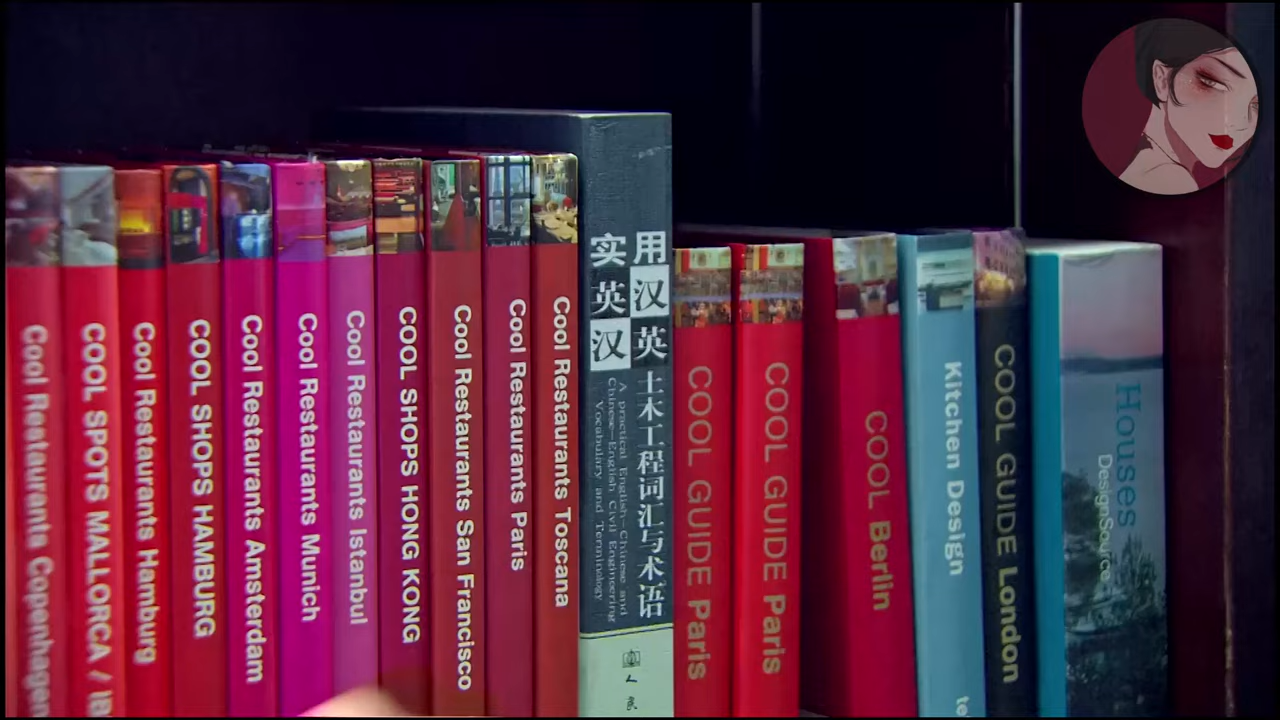 Cool Restaurants Copenhagen
COOL SPOTS MALLORCA /
Cool Restaurants Hamburg
COOL SHOPS HAMBURG
Cool Restaurants Amsterdam
Cool Restaurants Munich
Cool Restaurants Istanbul
COOL SHOPS HONG KONG
Cool Restaurants San Francisco
Cool Restaurants Paris
Cool Restaurants Toscana
实用
英汉
汉英
土木工程词汇与术语
A practical English-Chinese and
Chinese-English Civil Engineering
Vocabulary and Terminology
人
COOL GUIDE Paris
COOL GUIDE Paris
COOL Berlin
Kitchen Design
te
COOL GUIDE London
Houses
DesignSource